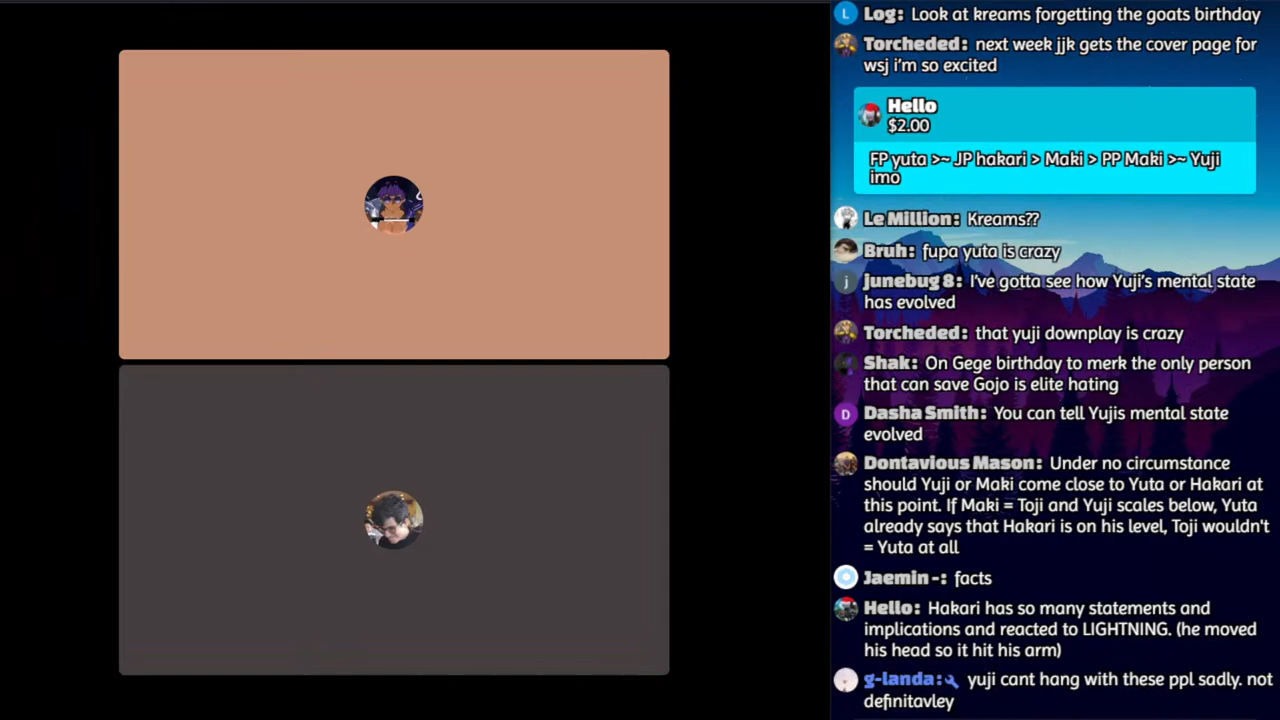 L Log: Look at kreams forgetting the goats birthday
Torcheded: next week jjk gets the cover page for
wsj i'm so excited
Hello
$2.00
FP yuta >~ JP hakari > Maki > PP Maki >~ Yuji
imo
Le Million: Kreams??
Bruh: fupa yuta is crazy
j junebug 8: I've gotta see how Yuji's mental state
has evolved
Torcheded: that yuji downplay is crazy
Shak: On Gege birthday to merk the only person
that can save Gojo is elite hating
D Dasha Smith: You can tell Yujis mental state
evolved
Dontavious Mason: Under no circumstance
should Yuji or Maki come close to Yuta or Hakari at
this point. If Maki = Toji and Yuji scales below, Yuta
already says that Hakari is on his level, Toji wouldn't
= Yuta at all
Jaemin -: facts
Hello: Hakari has so many statements and
implications and reacted to LIGHTNING. (he moved
his head so it hit his arm)
g-landa: yuji cant hang with these ppl sadly. not
definitavley